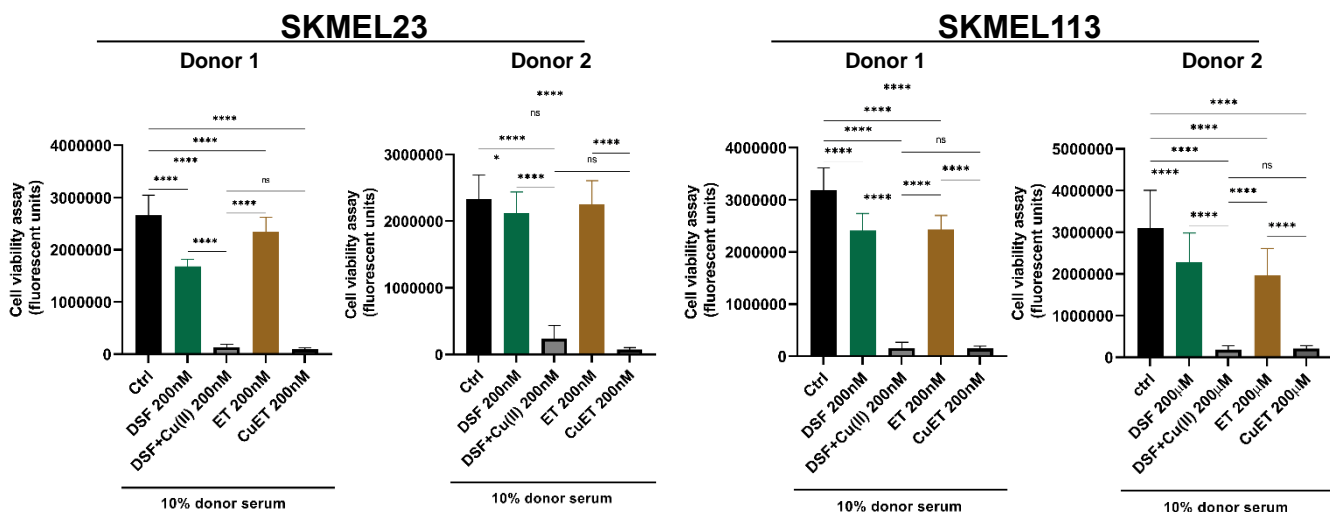 SKMEL23
SKMEL113
Donor 1
Donor 2
Donor 1
Donor 2
Cell viability assay
(fluorescent units)
4000000
3000000
2000000
1000000
0
****
****
****
****
ns
****
****
Ctrl
DSF 200nM
DSF+Cu(II) 200nM
ET 200nM
CuET 200nM
10% donor serum
Cell viability assay
(fluorescent units)
3000000
2000000
1000000
0
****
ns
****
****
*
ns
****
Ctrl
DSF 200nM
DSF+Cu(II) 200nM
ET 200nM
CuET 200nM
10% donor serum
Cell viability assay
(fluorescent units)
4000000
3000000
2000000
1000000
0
****
****
****
ns
****
****
****
****
Ctrl
DSF 200nM
DSF+Cu(II) 200nM
ET 200nM
CuET 200nM
10% donor serum
Cell viability assay
(fluorescent units)
5000000
4000000
3000000
2000000
1000000
0
****
****
****
ns
****
****
****
****
ctrl
DSF 200µM
DSF+Cu(II) 200µM
ET 200µM
CuET 200µM
10% donor serum